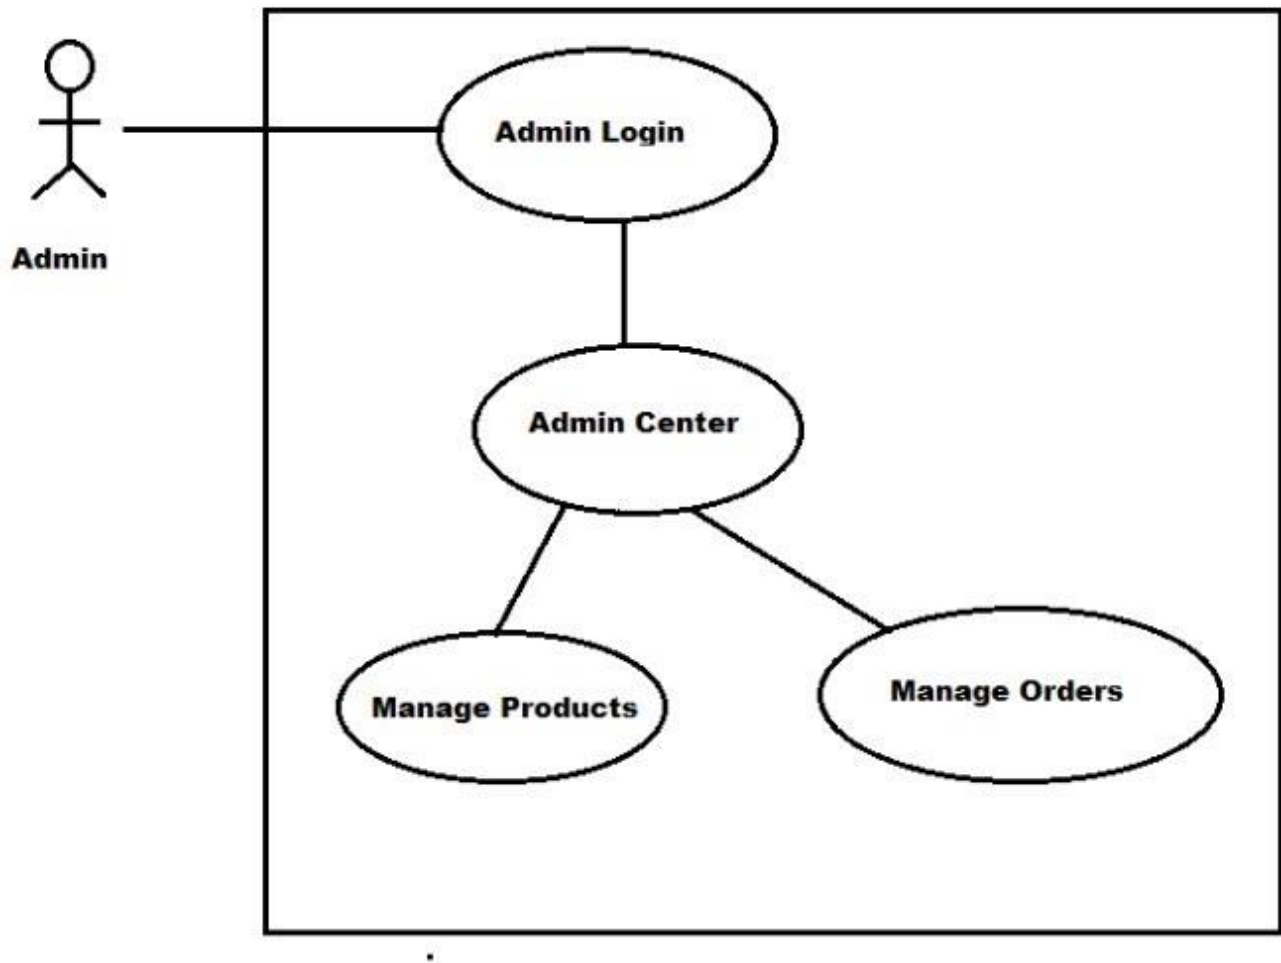 Admin Login
Admin
Admin Center
Manage Products
Manage Orders